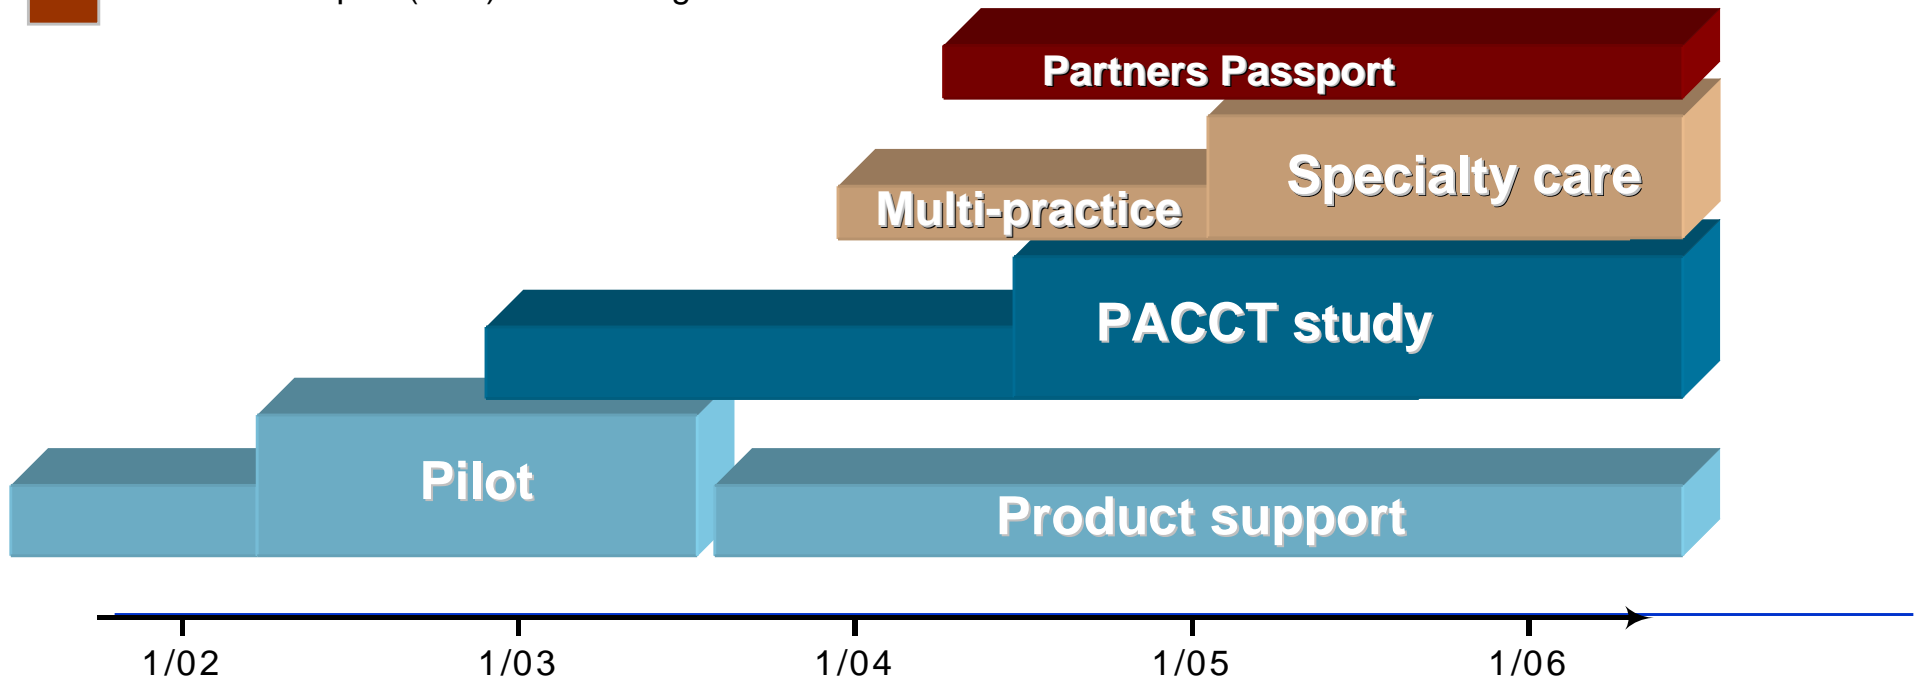 Partners Passport
Specialty care
Multi-practice
PACCT study
Pilot
Product support
1/02 1/03 1/04 1/05 1/06